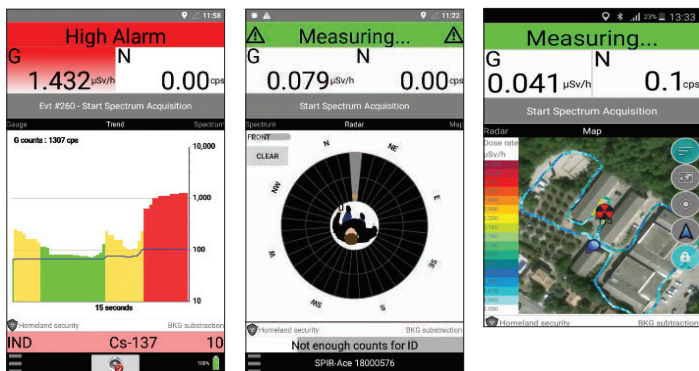 11:58
High Alarm
G N
1.432 µSv/h 0.00 cps
Evt #260 - Start Spectrum Acquisition
Gauge Trend Spectrum
G counts : 1307 cps
10,000
1,000
100
10
15 seconds
Homeland security BKG substraction
IND Cs-137 10
100%
11:22
Measuring...
G N
0.079 µSv/h 0.00 cps
Start Spectrum Acquisition
Spectrum Radar Map
FRONT
CLEAR
N
NE
E
SE
S
SW
W
NW
Homeland security BKG substraction
Not enough counts for ID
SPIR-Ace 18000576
23% 13:33
Measuring...
G N
0.041 µSv/h 0.1 cps
Start Spectrum Acquisition
Radar Map
Dose rate
µSv/h
Homeland security BKG substraction